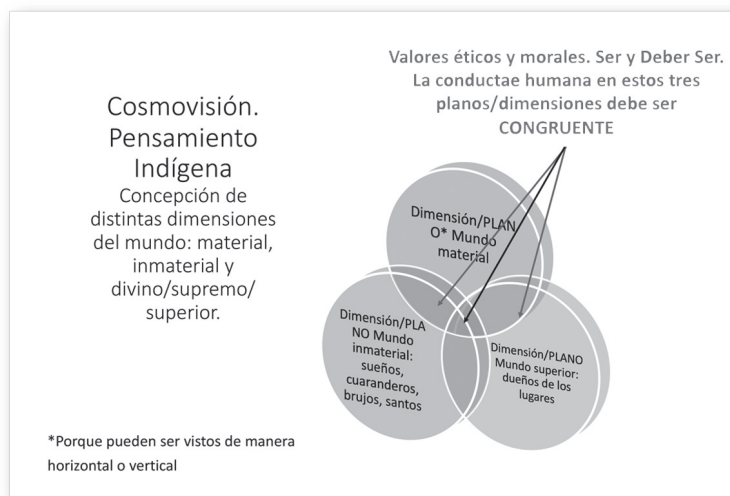 Valores éticos y morales. Ser y Deber Ser.
La conductae humana en estos tres
planos/dimensiones debe ser
CONGRUENTE
Cosmovisión.
Pensamiento
Indígena
Concepción de
distintas dimensiones
del mundo: material,
inmaterial y
divino/supremo/
superior.
Dimensión/PLAN
O* Mundo
material
Dimensión/PLA
NO Mundo
inmaterial:
sueños,
cuaranderos,
brujos, santos
Dimensión/PLANO
Mundo superior:
dueños de los
lugares
*Porque pueden ser vistos de manera
horizontal o vertical